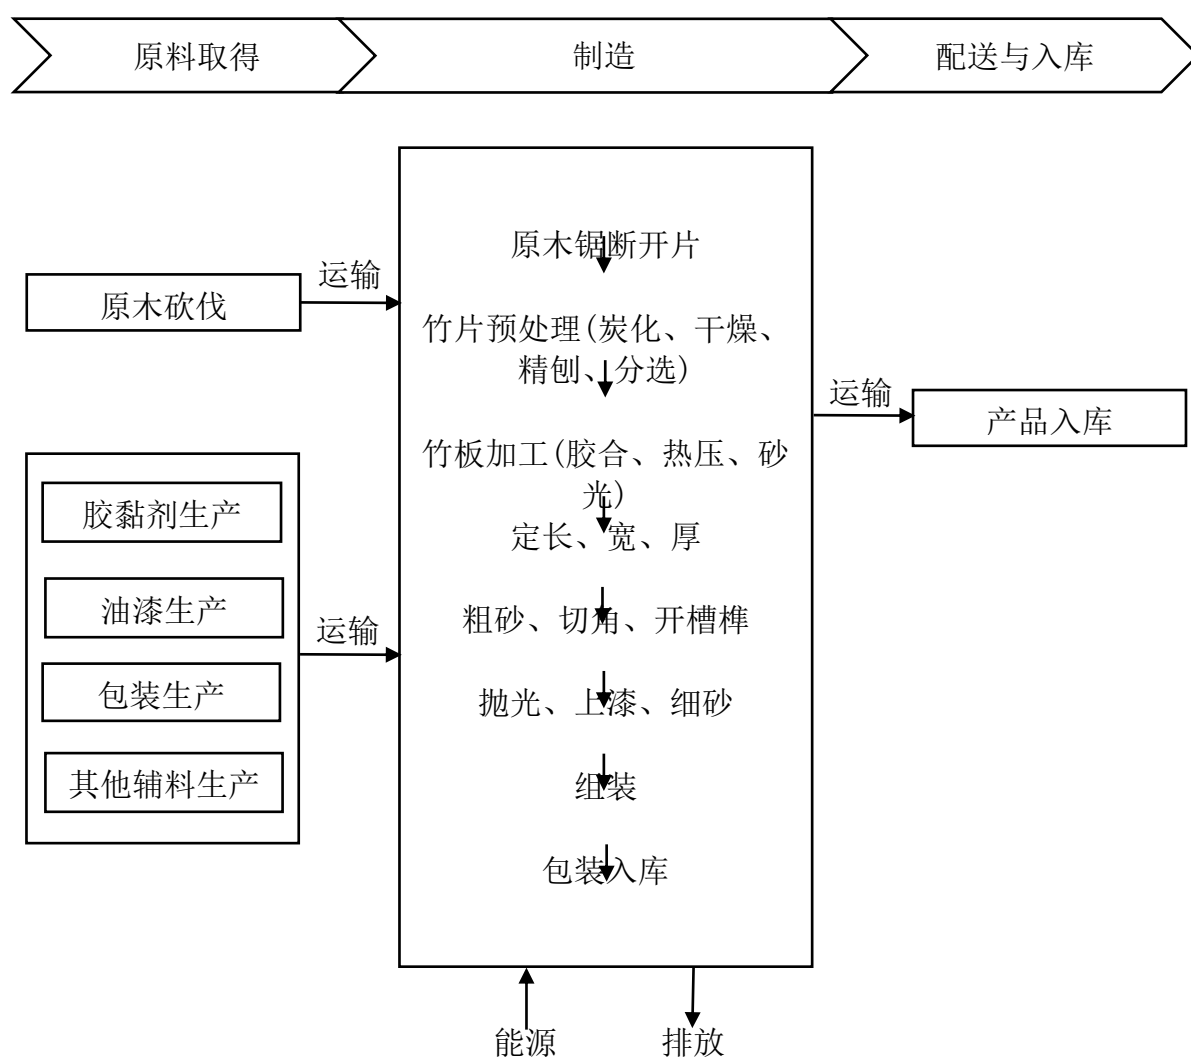 原料取得
制造
配送与入库
原木砍伐
运输
胶黏剂生产
油漆生产
包装生产
其他辅料生产
运输
原木锯断开片
竹片预处理(炭化、干燥、
精刨、分选)
竹板加工(胶合、热压、砂
光)
定长、宽、厚
粗砂、切角、开槽榫
抛光、上漆、细砂
组装
包装入库
运输
产品入库
能源
排放